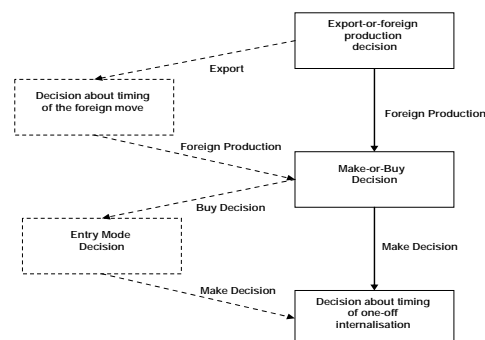 Export-or-foreign
production
decision
Export
Decision about timing
of the foreign move
Foreign Production
Foreign Production
Make-or-Buy
Decision
Buy Decision
Entry Mode
Decision
Make Decision
Make Decision
Decision about timing
of one-off
internalisation